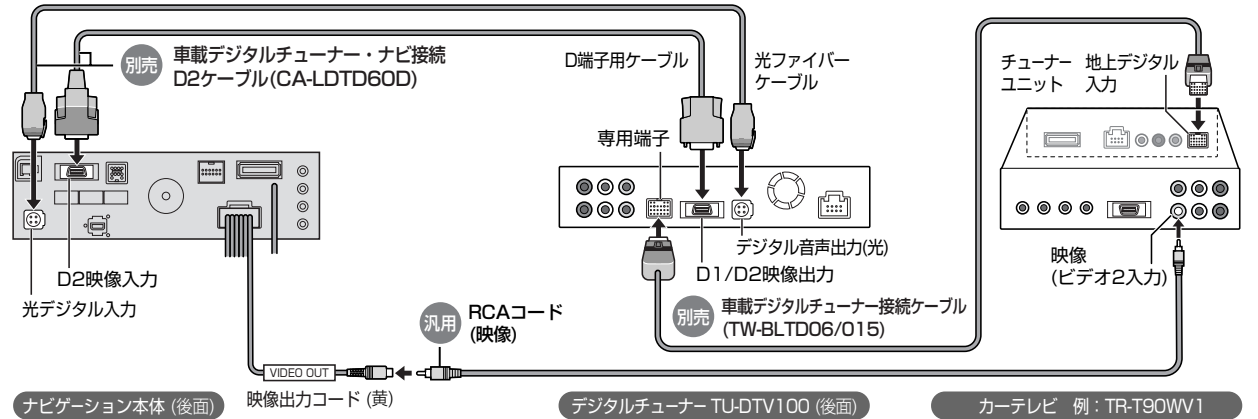 別売
車載デジタルチューナー・ナビ接続
D2ケーブル(CA-LDTD60D)
D端子用ケーブル
光ファイバー
ケーブル
チューナー
ユニット
地上デジタル
入力
専用端子
デジタル音声出力(光)
D1/D2映像出力
D2映像入力
光デジタル入力
映像
(ビデオ2入力)
汎用
RCAコード
(映像)
別売
車載デジタルチューナー接続ケーブル
(TW-BLTD06/015)
VIDEO OUT
映像出力コード (黄)
ナビゲーション本体 (後面)
デジタルチューナー TU-DTV100 (後面)
カーテレビ 例：TR-T90WV1